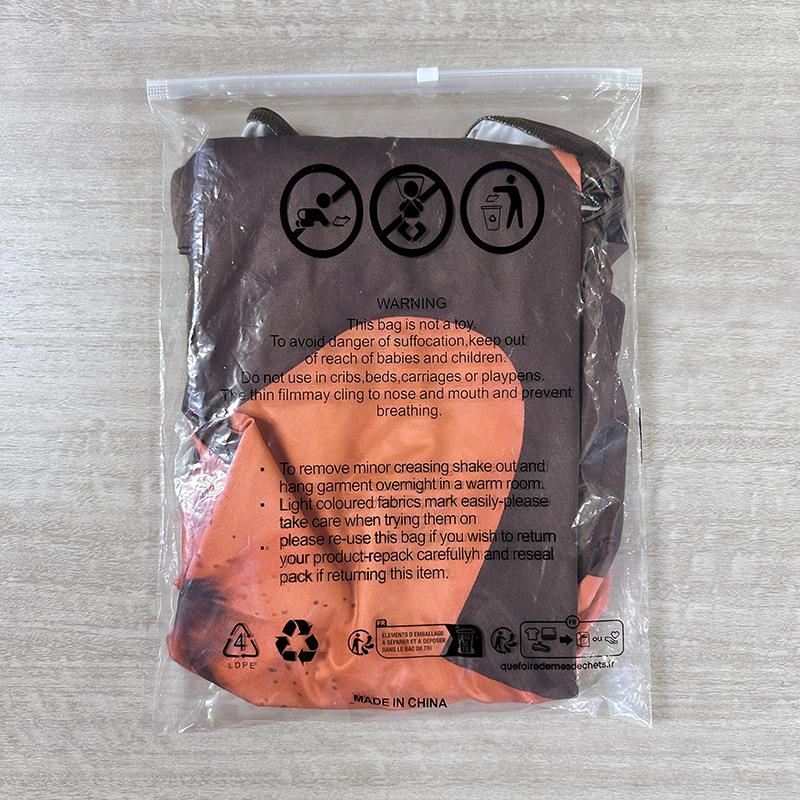 WARNING
This bag is not a toy.
To avoid danger of suffocation,keep out
of reach of babies and children.
Do not use in cribs,beds,carriages or playpens.
The thin filmmay cling to nose and mouth and prevent
breathing.
▪ To remove minor creasing shake out and
hang garment overnight in a warm room.
▪ Light coloured fabrics mark easily-please
take care when trying them on
▪ please re-use this bag if you wish to return
your product-repack carefullyh and reseal
pack if returning this item.
4
LDPE
FR
ÉLÉMENTS D'EMBALLAGE
À SÉPARER ET À DÉPOSER
DANS LE BAC DE TRI
FR
OU
quefairedemesdechets.fr
MADE IN CHINA